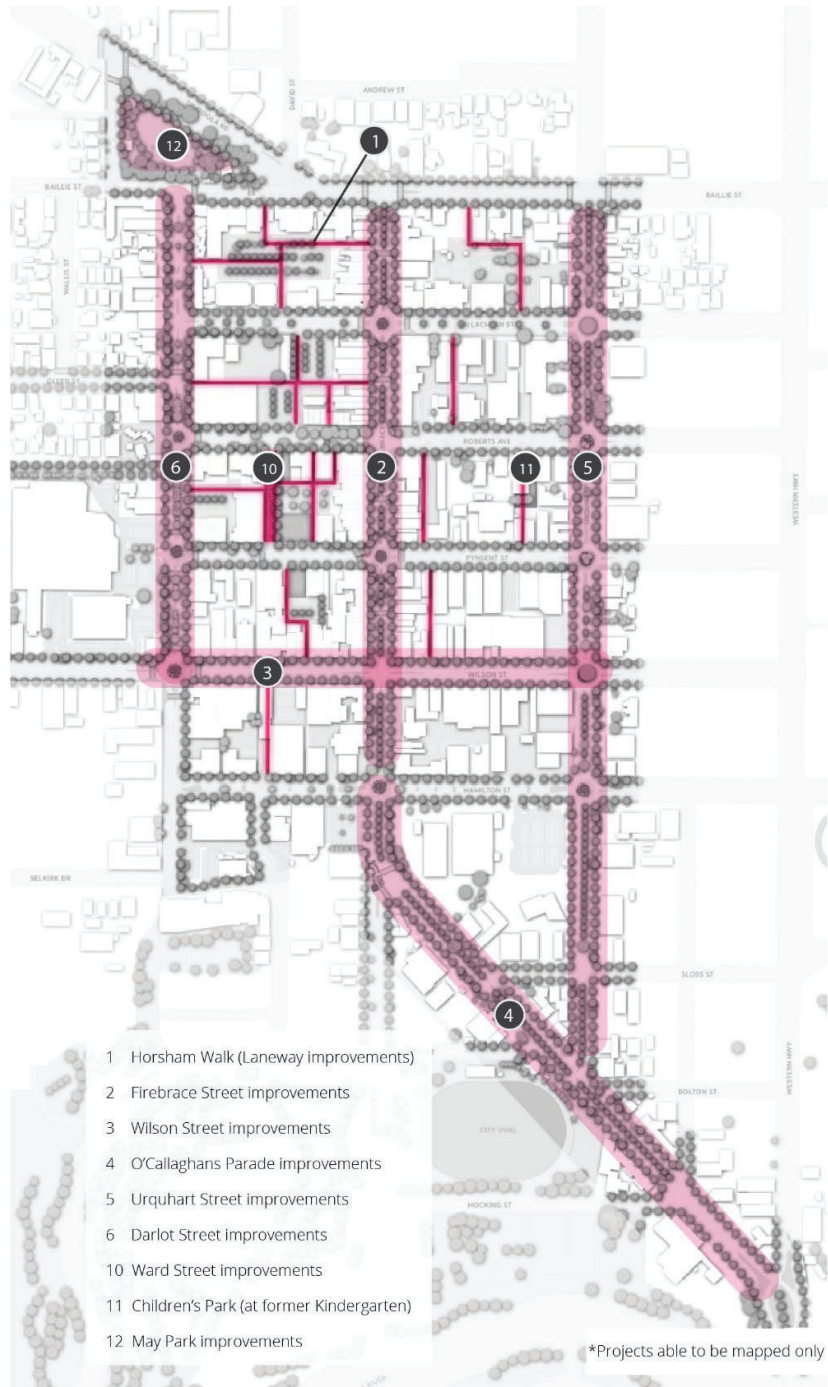 ANDREW ST
DAVID ST
12
1
BAILLIE ST
BAILLIE ST
WALLIS ST
LACHLAN ST
ROBERTS AVE
6
10
2
11
5
WESTERN HWY
PYNSENT ST
3
WILSON ST
HAMILTON ST
SELKIRK DR
SLOSS ST
4
WESTERN HWY
BOLTON ST
CITY OVAL
HOCKING ST
1 Horsham Walk (Laneway improvements)
2 Firebrace Street improvements
3 Wilson Street improvements
4 O'Callaghans Parade improvements
5 Urquhart Street improvements
6 Darlot Street improvements
10 Ward Street improvements
11 Children's Park (at former Kindergarten)
12 May Park improvements
*Projects able to be mapped only
RIVER